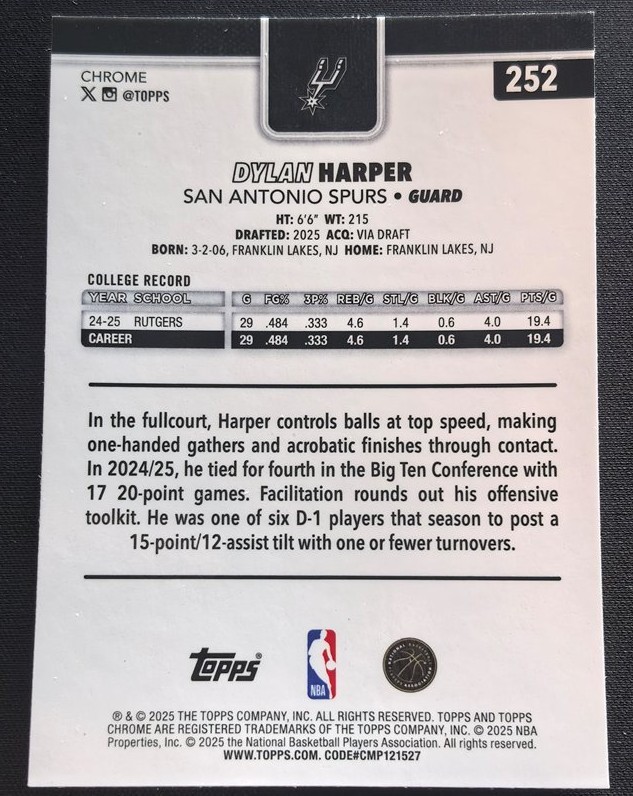 CHROME
252
X @TOPPS
DYLAN HARPER
SAN ANTONIO SPURS • GUARD
HT: 6'6" WT: 215
DRAFTED: 2025 ACQ: VIA DRAFT
BORN: 3-2-06, FRANKLIN LAKES, NJ HOME: FRANKLIN LAKES, NJ
COLLEGE RECORD
YEAR SCHOOL G FG% 3P% REB/G STL/G BLK/G AST/G PTS/G
24-25 RUTGERS 29 .484 .333 4.6 1.4 0.6 4.0 19.4
CAREER 29 .484 .333 4.6 1.4 0.6 4.0 19.4
In the fullcourt, Harper controls balls at top speed, making
one-handed gathers and acrobatic finishes through contact.
In 2024/25, he tied for fourth in the Big Ten Conference with
17 20-point games. Facilitation rounds out his offensive
toolkit. He was one of six D-1 players that season to post a
15-point/12-assist tilt with one or fewer turnovers.
topps®
NBA
NATIONAL BASKETBALL PLAYERS ASSOCIATION
® & © 2025 THE TOPPS COMPANY, INC. ALL RIGHTS RESERVED. TOPPS AND TOPPS
CHROME ARE REGISTERED TRADEMARKS OF THE TOPPS COMPANY, INC. © 2025 NBA
Properties, Inc. © 2025 the National Basketball Players Association. All rights reserved.
WWW.TOPPS.COM. CODE#CMP121527